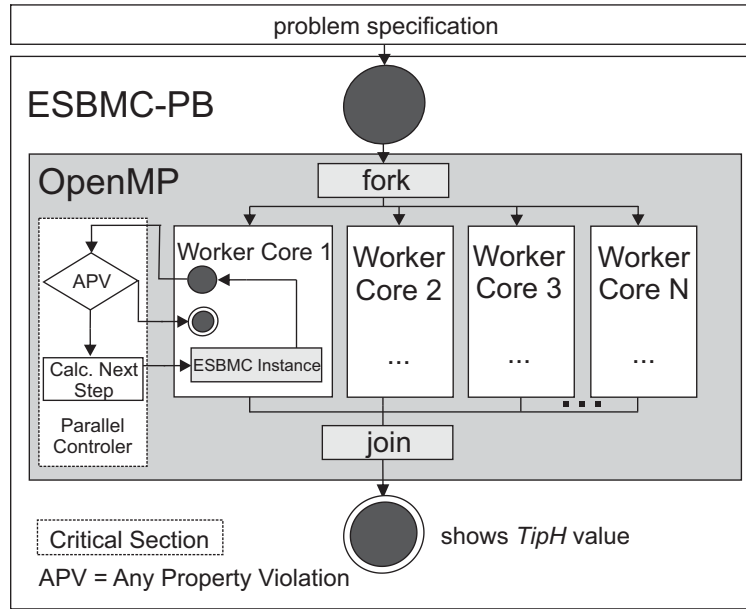 problem specification
ESBMC-PB
OpenMP
fork
Worker Core 1
Worker
Core 2
...
Worker
Core 3
...
Worker
Core N
...
APV
Calc. Next
Step
ESBMC Instance
Parallel
Controler
join
shows TipH value
Critical Section
APV = Any Property Violation